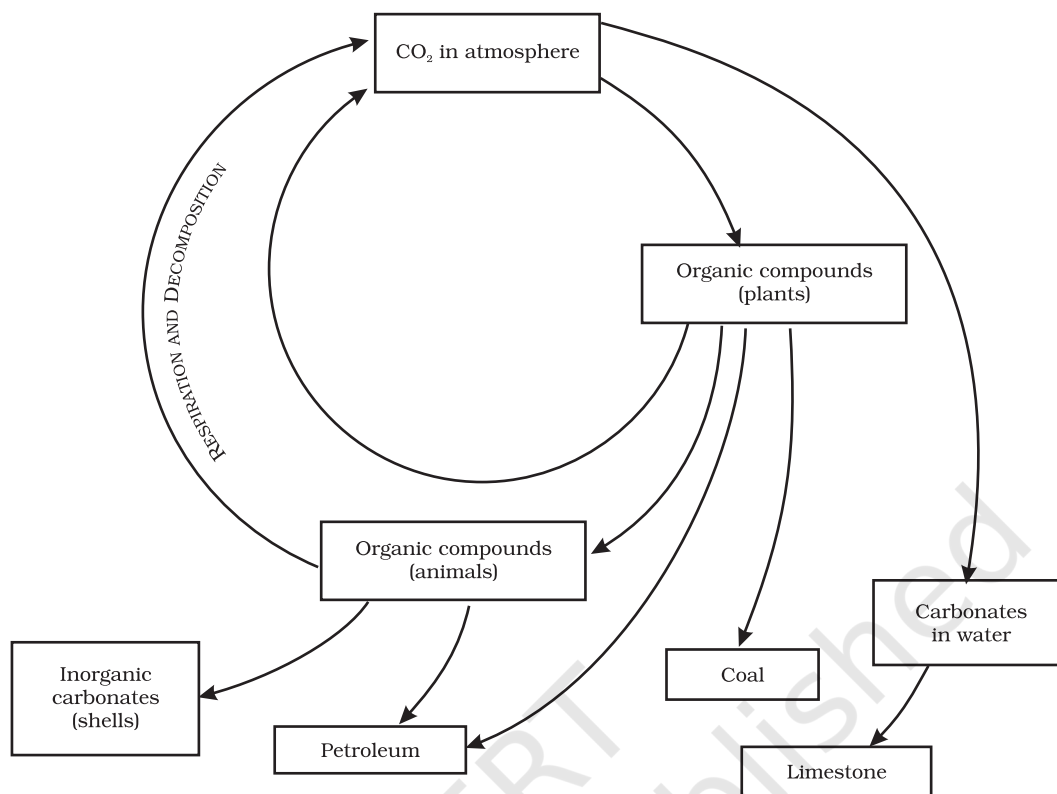 CO₂ in atmosphere
RESPIRATION AND DECOMPOSITION
Organic compounds
(plants)
Organic compounds
(animals)
Carbonates
in water
Inorganic
carbonates
(shells)
Coal
Petroleum
Limestone